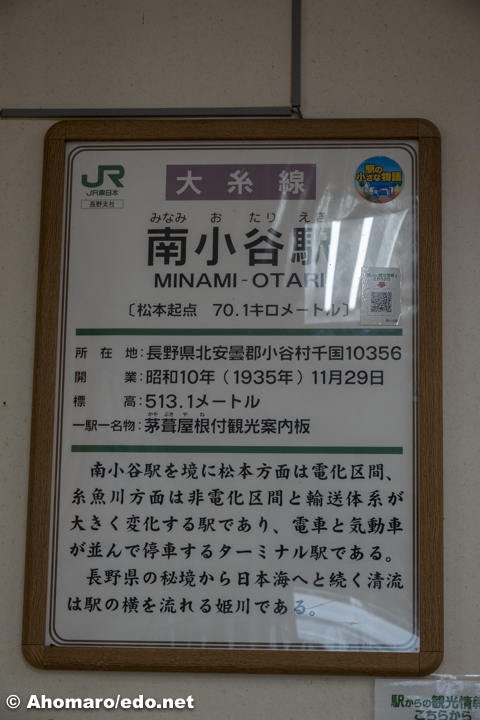 JR
JR東日本
長野支社
大糸線
駅の
小さな物語
みなみ お たり えき
南小谷駅
MINAMI-OTARI
〔松本起点 70.1キロメートル〕
所在地:長野県北安曇郡小谷村千国10356
開業:昭和10年(1935年)11月29日
標高:513.1メートル
かや ぶき や ね
一駅一名物:茅葺屋根付観光案内板
南小谷駅を境に松本方面は電化区間、
糸魚川方面は非電化区間と輸送体系が
大きく変化する駅であり、電車と気動車
が並んで停車するターミナル駅である。
長野県の秘境から日本海へと続く清流
は駅の横を流れる姫川である。
駅からの観光情報
こちらから
© Ahomaro/edo.net